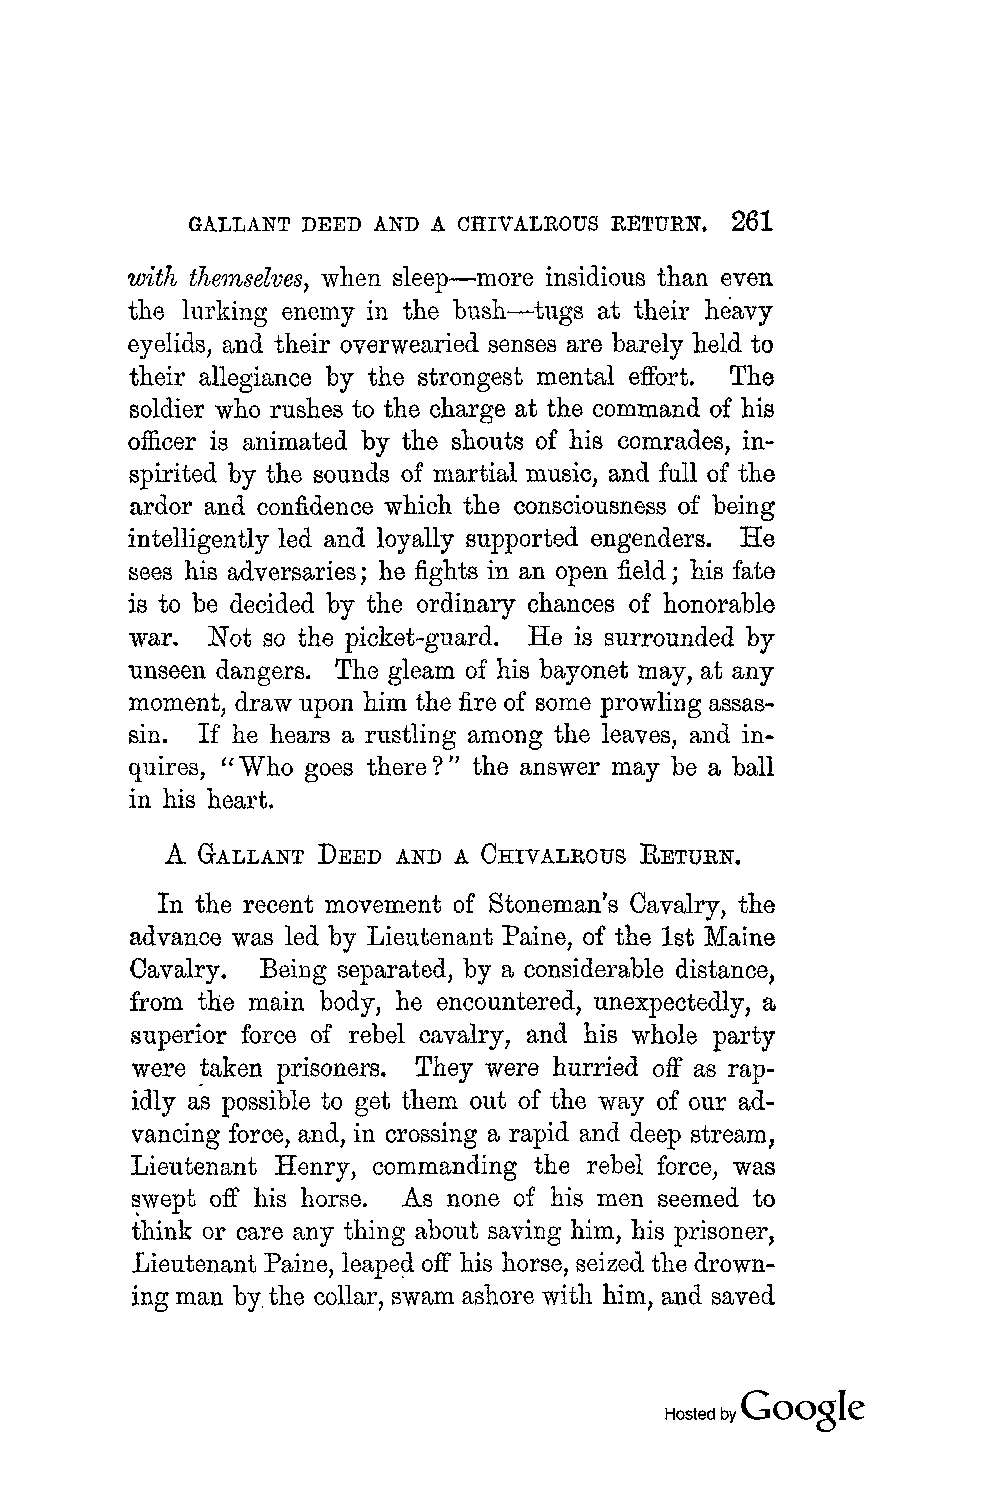 GALLANT DEED AND A CHIVALROUS RETURN. 261
with themselves, when sleep—more insidious than even
the lurking enemy in the bush—tugs at their heavy
eyelids, and their overwearied senses are barely held to
their allegiance by the strongest mental effort. The
soldier who rushes to the charge at the command of his
officer is animated by the shouts of his comrades, in-
spirited by the sounds of martial music, and full of the
ardor and confidence which the consciousness of being
intelligently led and loyally supported engenders. He
sees his adversaries; he fights in an open field; his fate
is to be decided by the ordinary chances of honorable
war. Not so the picket-guard. He is surrounded by
unseen dangers. The gleam of his bayonet may, at any
moment, draw upon him the fire of some prowling assas-
sin. If he hears a rustling among the leaves, and in-
quires, "Who goes there?" the answer may be a ball
in his heart.
A GALLANT DEED AND A CHIVALROUS RETURN.
In the recent movement of Stoneman's Cavalry, the
advance was led by Lieutenant Paine, of the 1st Maine
Cavalry. Being separated, by a considerable distance,
from the main body, he encountered, unexpectedly, a
superior force of rebel cavalry, and his whole party
were taken prisoners. They were hurried off as rap-
idly as possible to get them out of the way of our ad-
vancing force, and, in crossing a rapid and deep stream,
Lieutenant Henry, commanding the rebel force, was
swept off his horse. As none of his men seemed to
think or care any thing about saving him, his prisoner,
Lieutenant Paine, leaped off his horse, seized the drown-
ing man by the collar, swam ashore with him, and saved
Hosted by Google